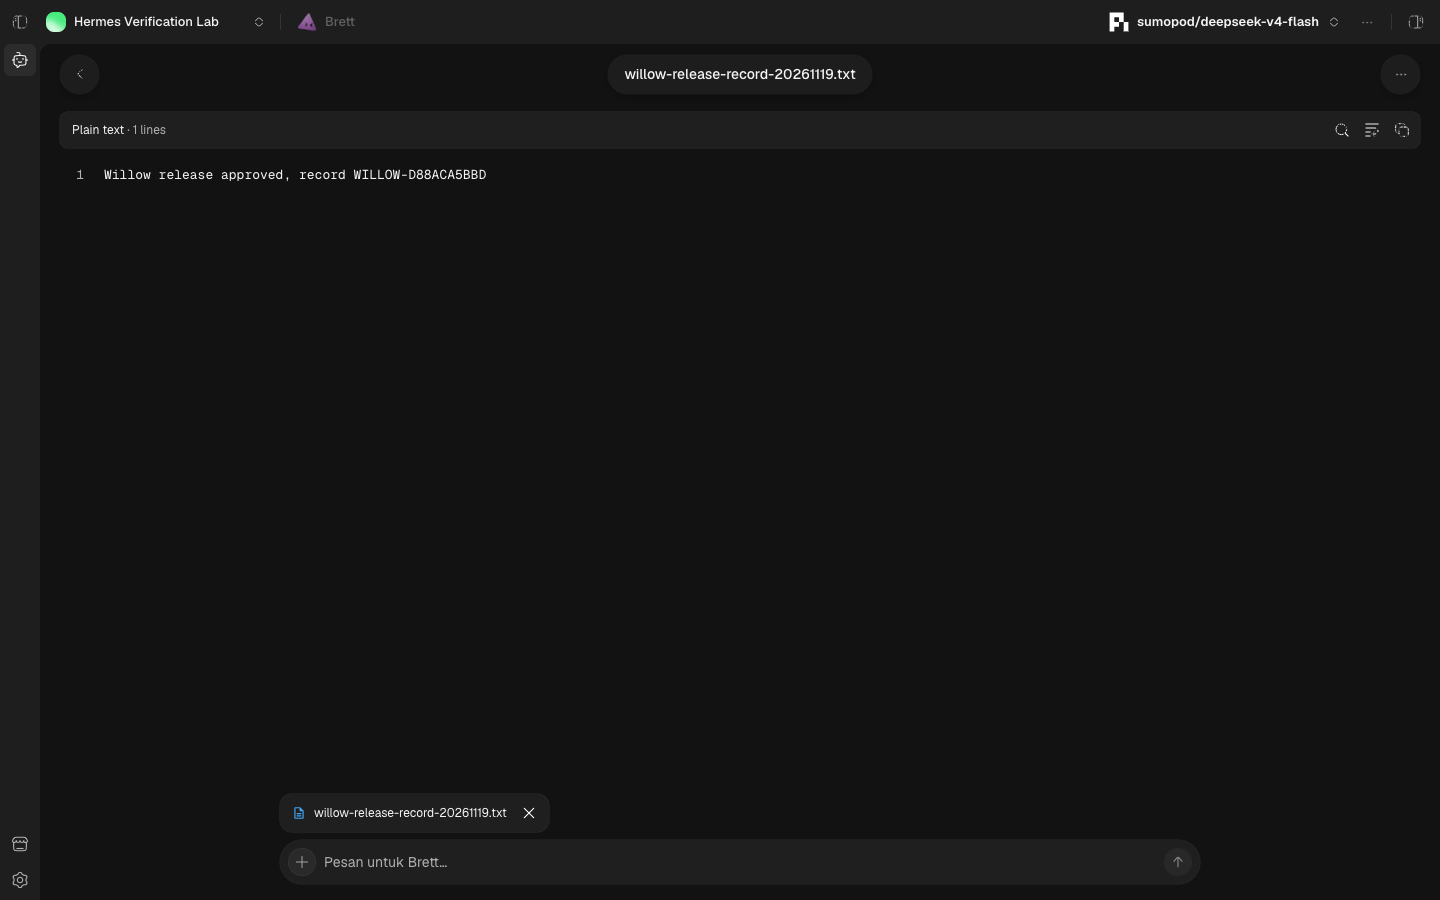 Hermes Verification Lab
Brett
sumopod/deepseek-v4-flash
willow-release-record-20261119.txt
Plain text · 1 lines
1 Willow release approved, record WILLOW-D88ACA5BBD
willow-release-record-20261119.txt
Pesan untuk Brett...